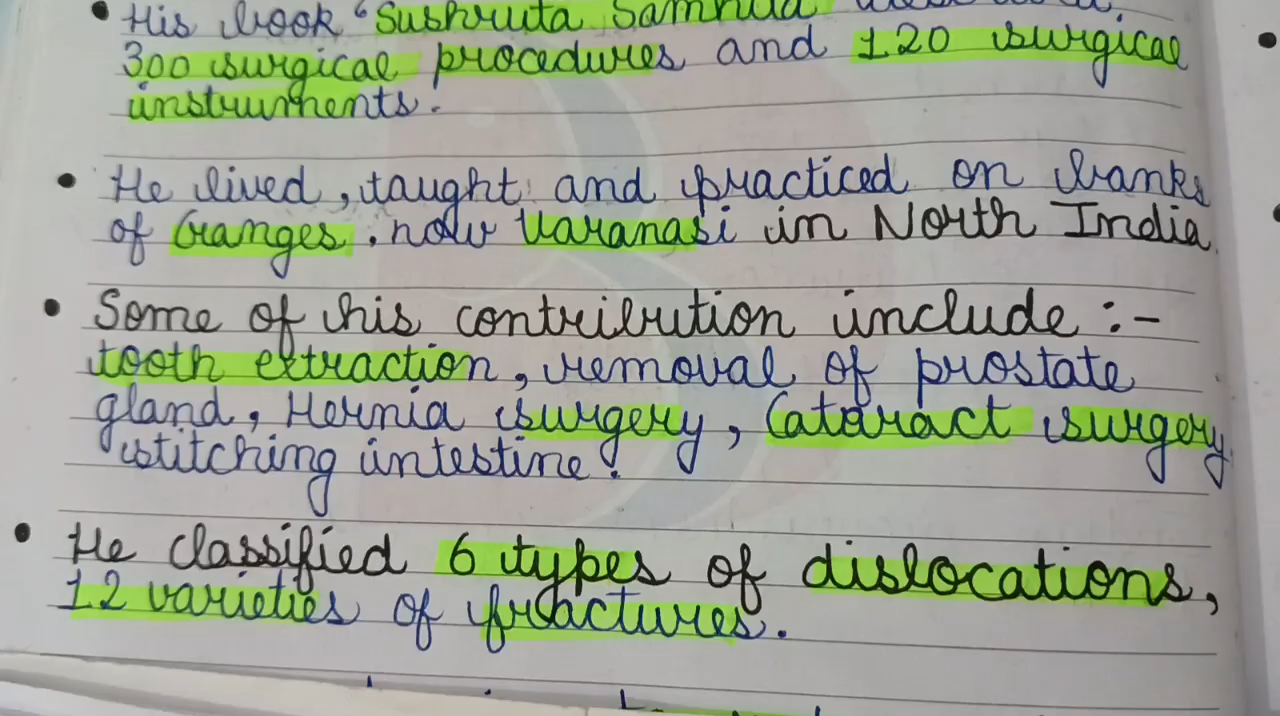 • His book "Sushruta Samhita
300 surgical procedures and 120 surgical
instruments.
• He lived, taught and practiced on banks
of Ganges, now Varanasi in North India.
• Some of his contribution include :-
tooth extraction, removal of prostate
gland, Hernia surgery, Cataract surgery
stitching intestine.
• He classified 6 types of dislocations,
12 varieties of fractures.